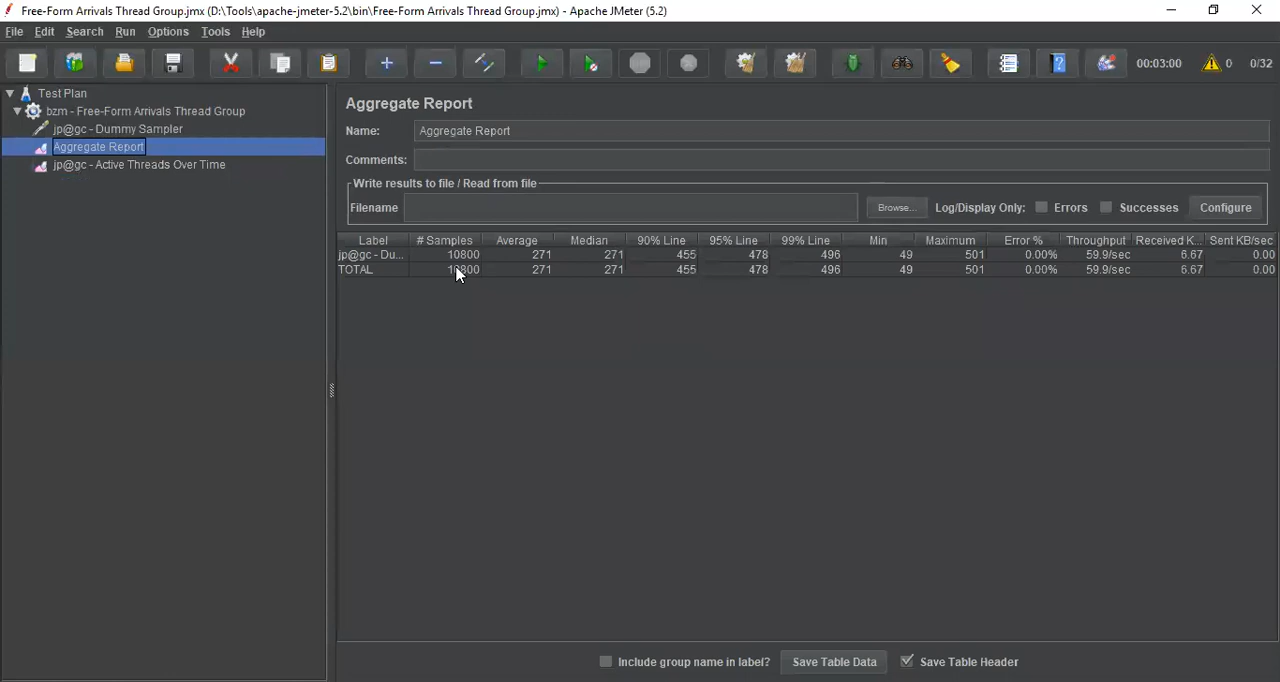 Free-Form Arrivals Thread Group.jmx (D:\Tools\apache-jmeter-5.2\bin\Free-Form Arrivals Thread Group.jmx) - Apache JMeter (5.2)
File Edit Search Run Options Tools Help
00:03:00 0 0/32
Test Plan
bzm - Free-Form Arrivals Thread Group
jp@gc - Dummy Sampler
Aggregate Report
jp@gc - Active Threads Over Time
Aggregate Report
Name: Aggregate Report
Comments:
Write results to file / Read from file
Filename Browse... Log/Display Only: Errors Successes Configure
Label # Samples Average Median 90% Line 95% Line 99% Line Min Maximum Error % Throughput Received K... Sent KB/sec
jp@gc - Du... 10800 271 271 455 478 496 49 501 0.00% 59.9/sec 6.67 0.00
TOTAL 10800 271 271 455 478 496 49 501 0.00% 59.9/sec 6.67 0.00
Include group name in label? Save Table Data Save Table Header